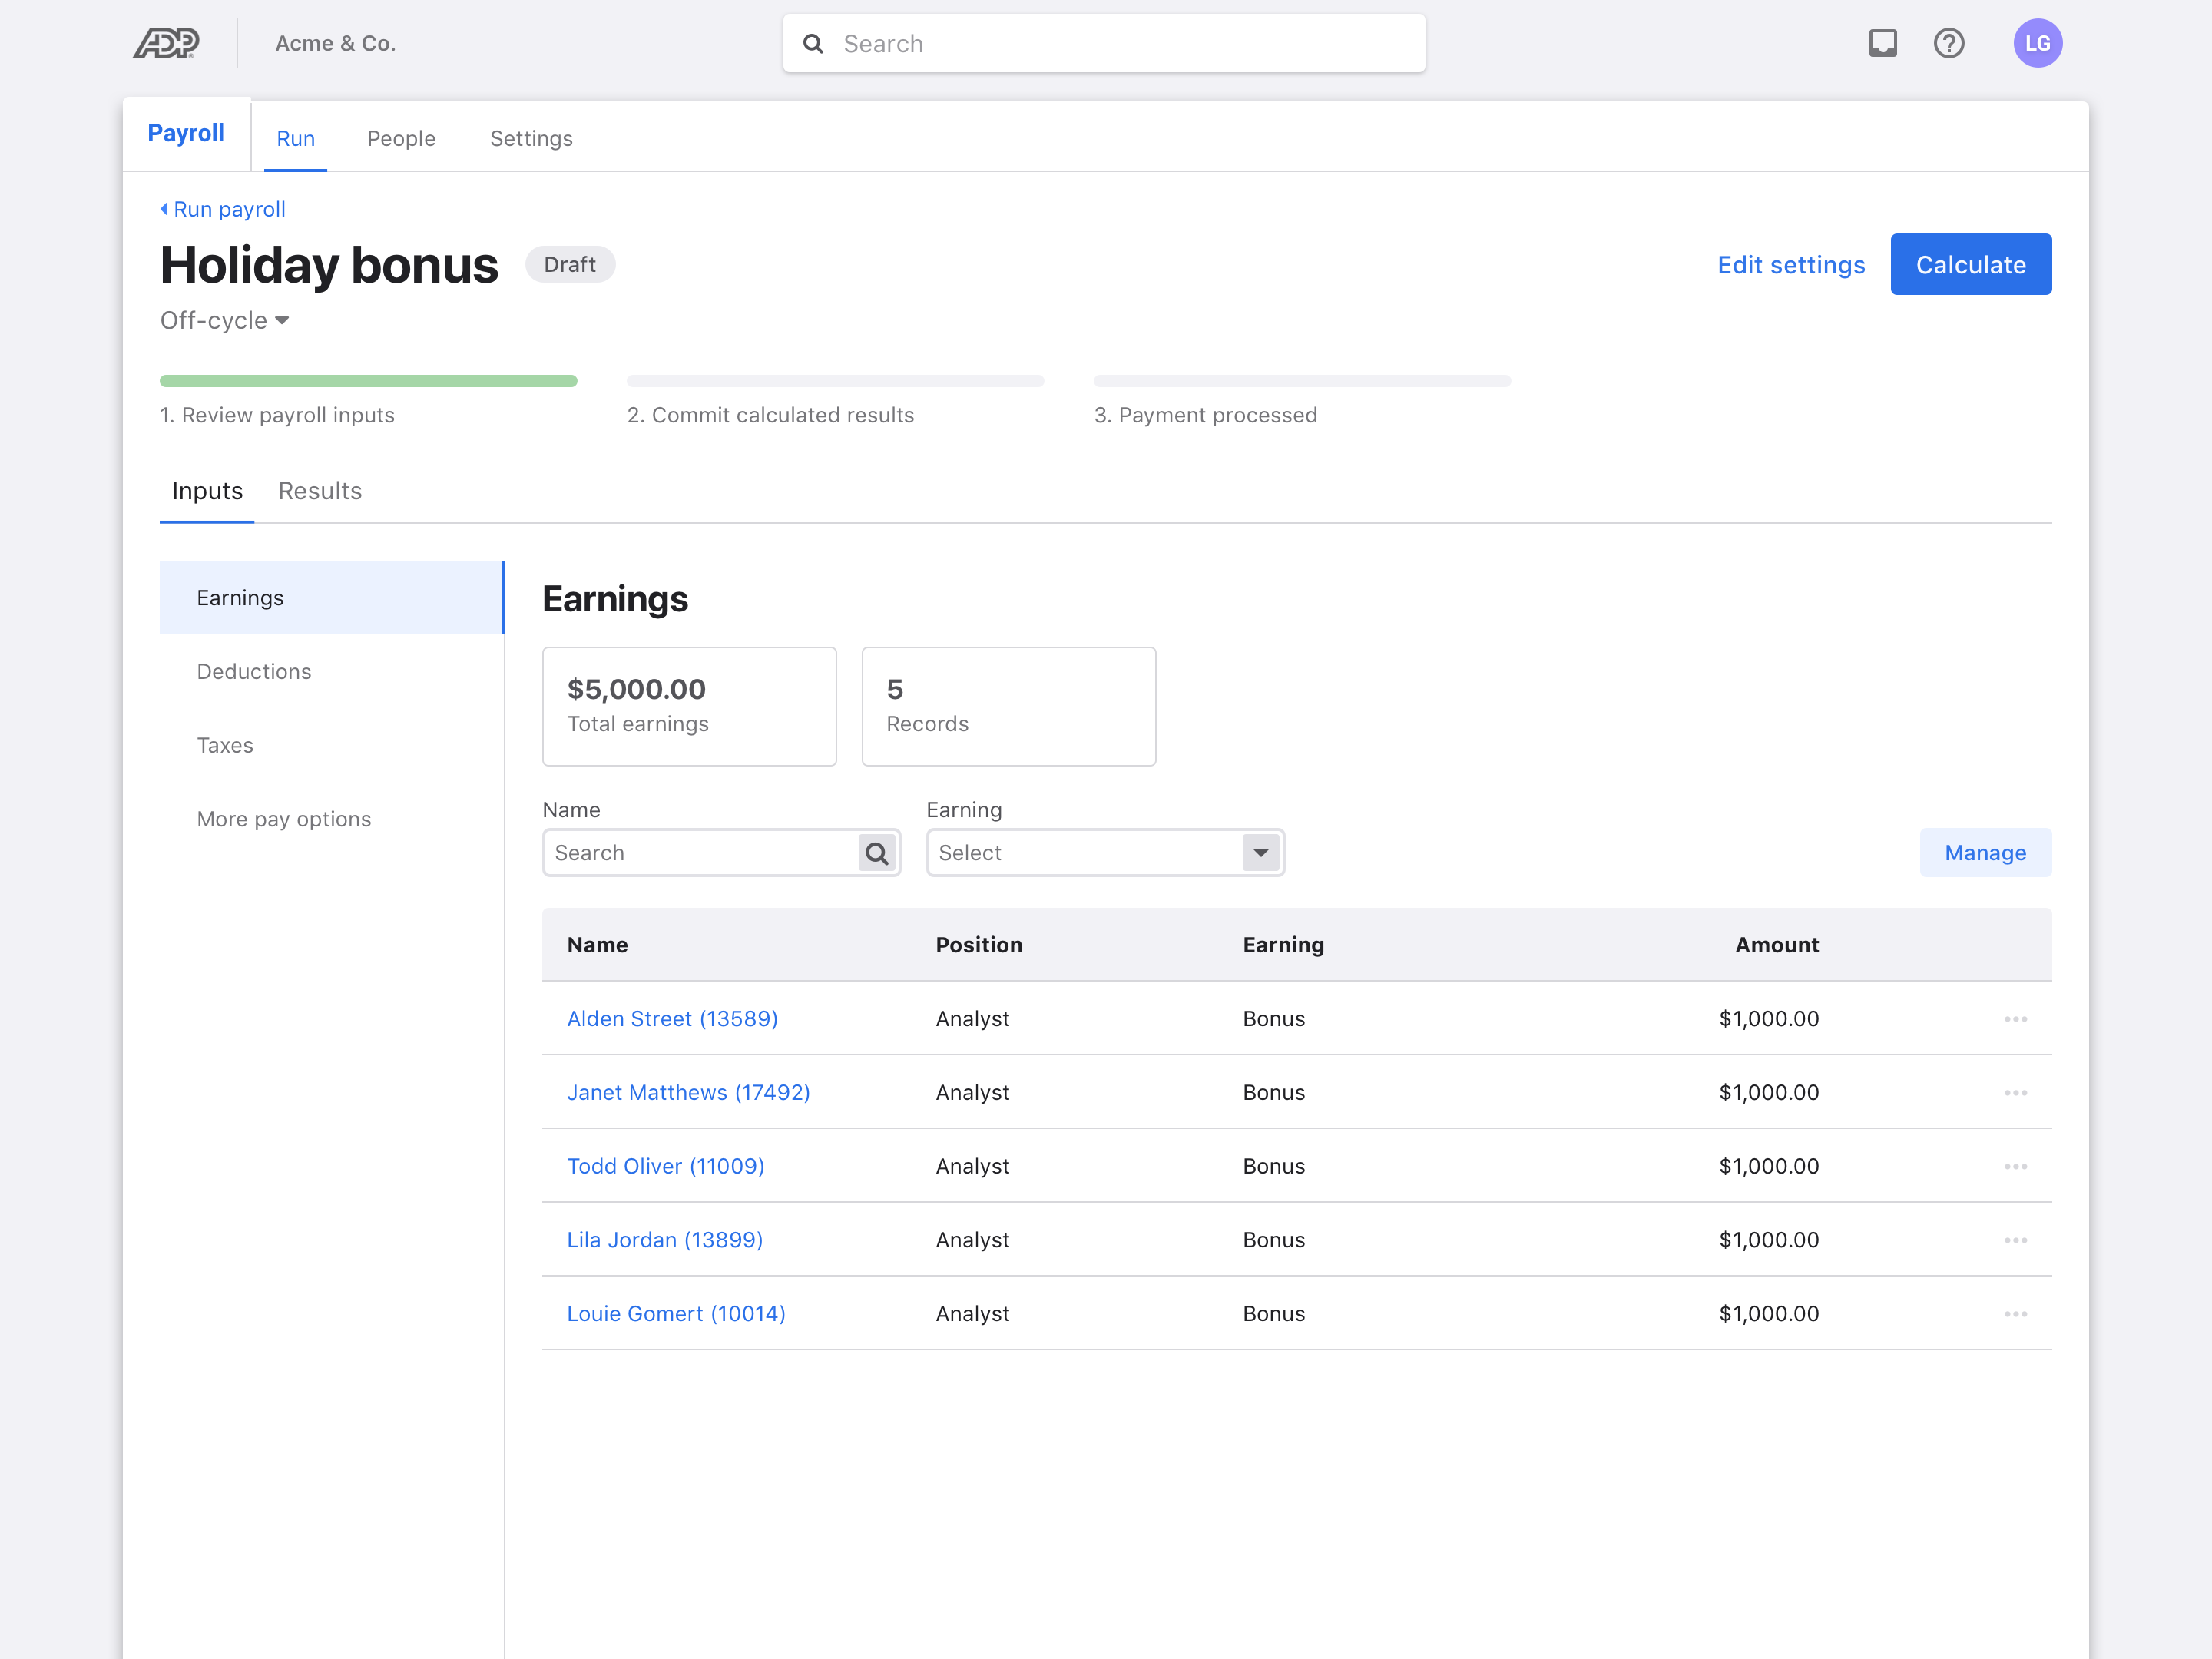 ADP
Acme & Co.
Search
LG
Payroll
Run
People
Settings
Run payroll
Holiday bonus
Draft
Edit settings
Calculate
Off-cycle
1. Review payroll inputs
2. Commit calculated results
3. Payment processed
Inputs
Results
Earnings
Deductions
Taxes
More pay options
Earnings
$5,000.00
Total earnings
5
Records
Name
Search
Earning
Select
Manage
Name Position Earning Amount
Alden Street (13589) Analyst Bonus $1,000.00
Janet Matthews (17492) Analyst Bonus $1,000.00
Todd Oliver (11009) Analyst Bonus $1,000.00
Lila Jordan (13899) Analyst Bonus $1,000.00
Louie Gomert (10014) Analyst Bonus $1,000.00